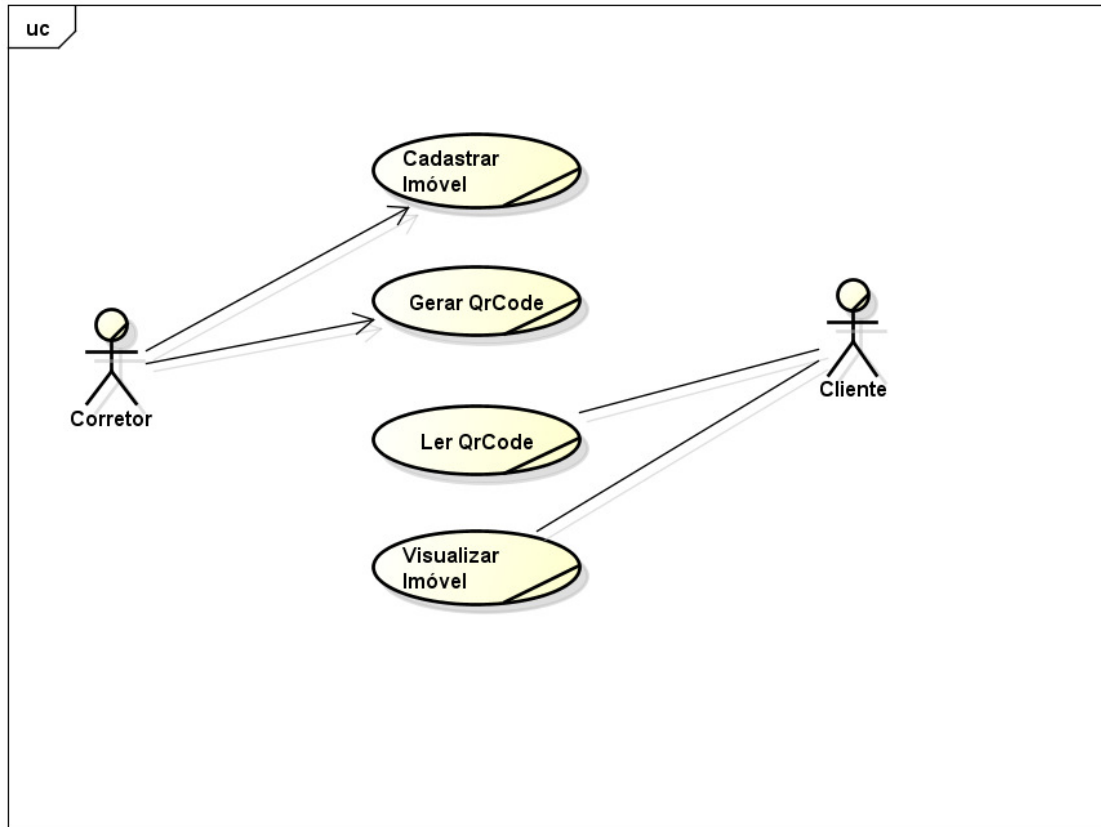 uc
Cadastrar
Imóvel
Gerar QrCode
Corretor
Cliente
Ler QrCode
Visualizar
Imóvel